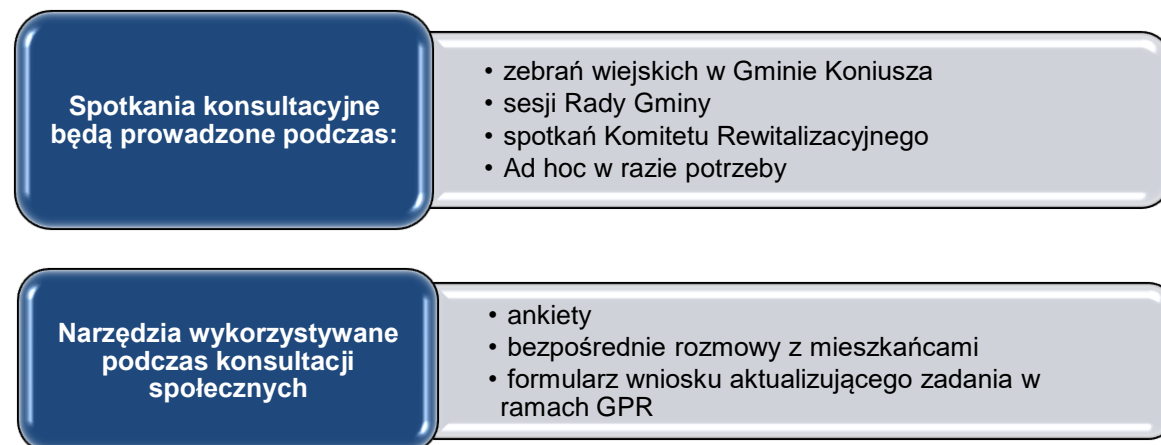 Spotkania konsultacyjne
będą prowadzone podczas:
• zebrań wiejskich w Gminie Koniusza
• sesji Rady Gminy
• spotkań Komitetu Rewitalizacyjnego
• Ad hoc w razie potrzeby
Narzędzia wykorzystywane
podczas konsultacji
społecznych
• ankiety
• bezpośrednie rozmowy z mieszkańcami
• formularz wniosku aktualizującego zadania w
ramach GPR